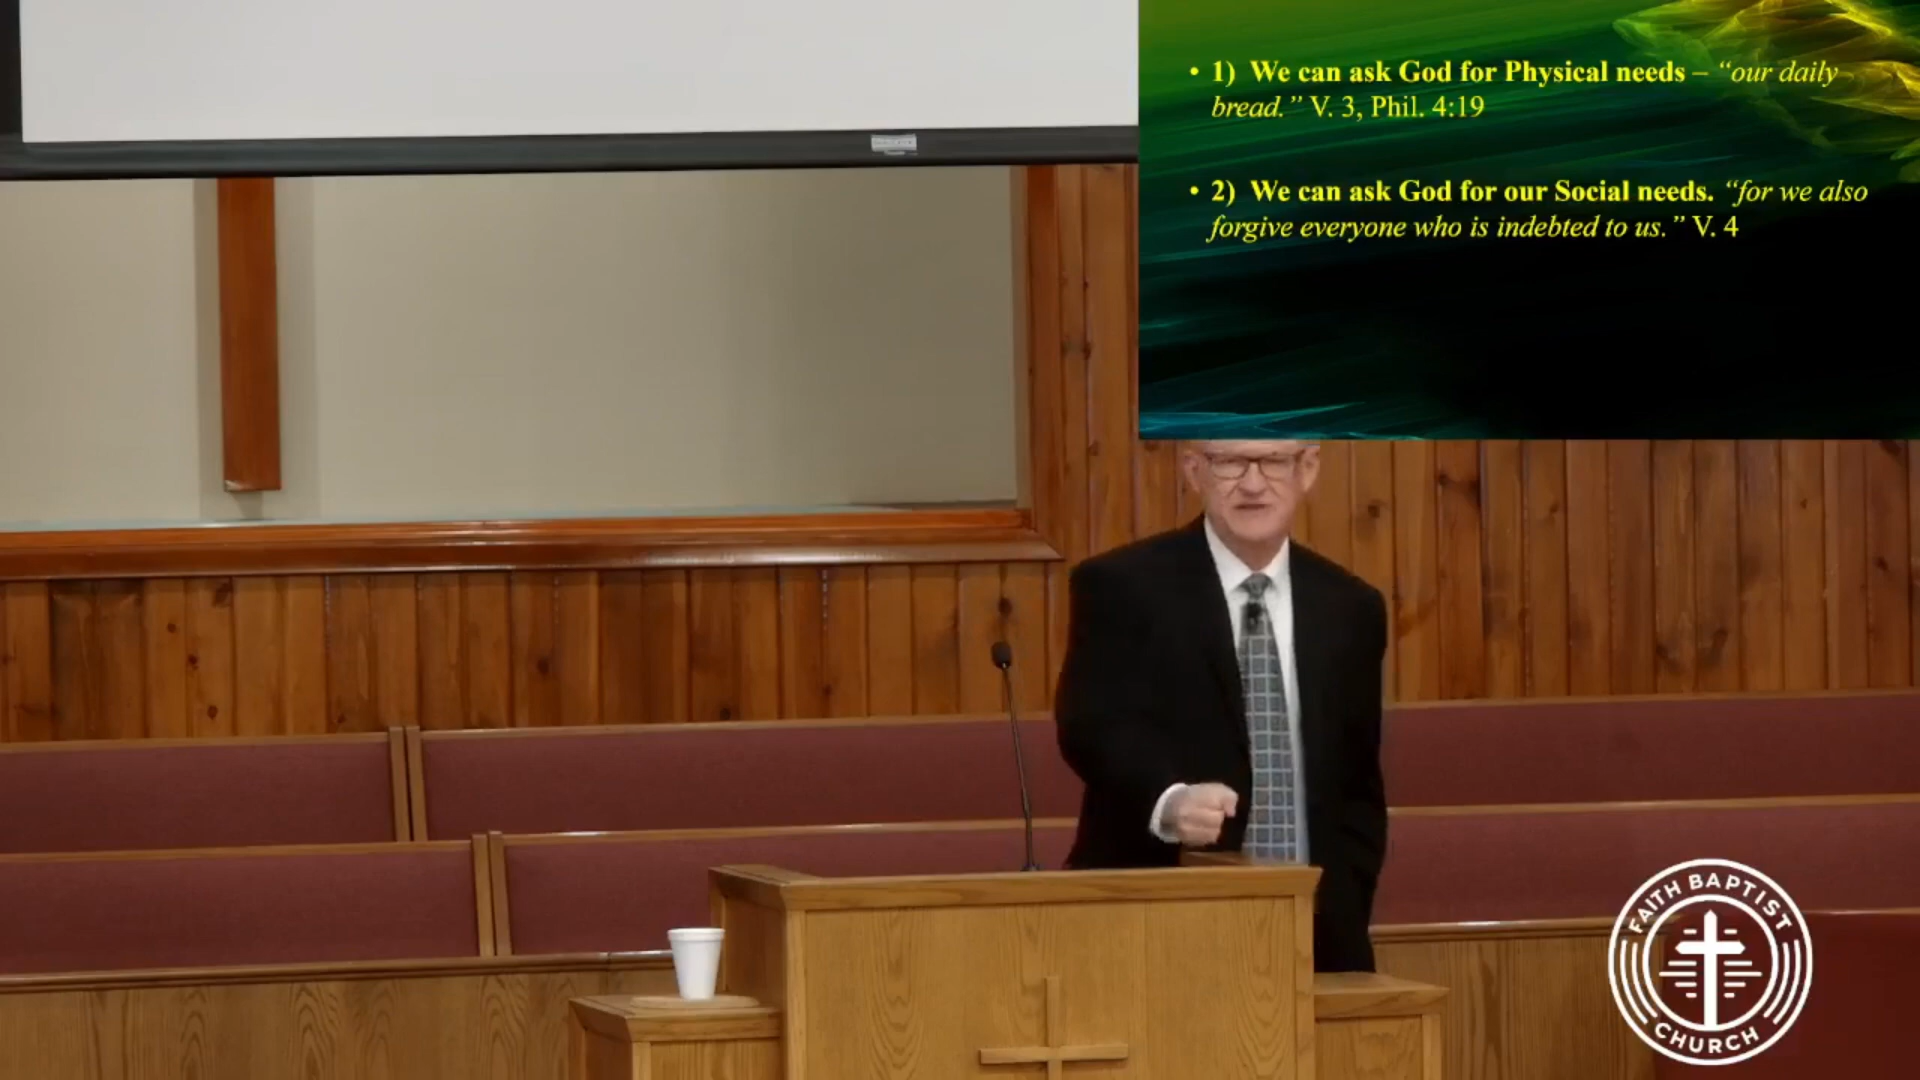 • 1) We can ask God for Physical needs – “our daily
bread.” V. 3, Phil. 4:19
• 2) We can ask God for our Social needs. “for we also
forgive everyone who is indebted to us.” V. 4
FAITH BAPTIST
CHURCH